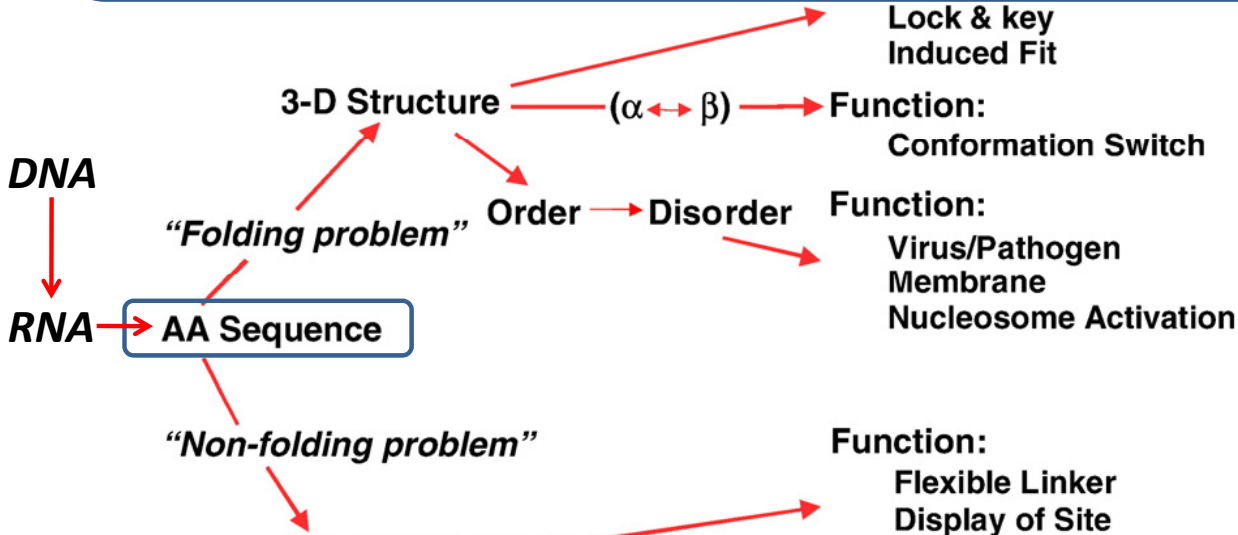 Lock & key
Induced Fit
3-D Structure
(α ↔ β)
Function:
Conformation Switch
DNA
Order
Disorder
Function:
“Folding problem”
Virus/Pathogen
Membrane
Nucleosome Activation
RNA
AA Sequence
“Non-folding problem”
Function:
Flexible Linker
Display of Site